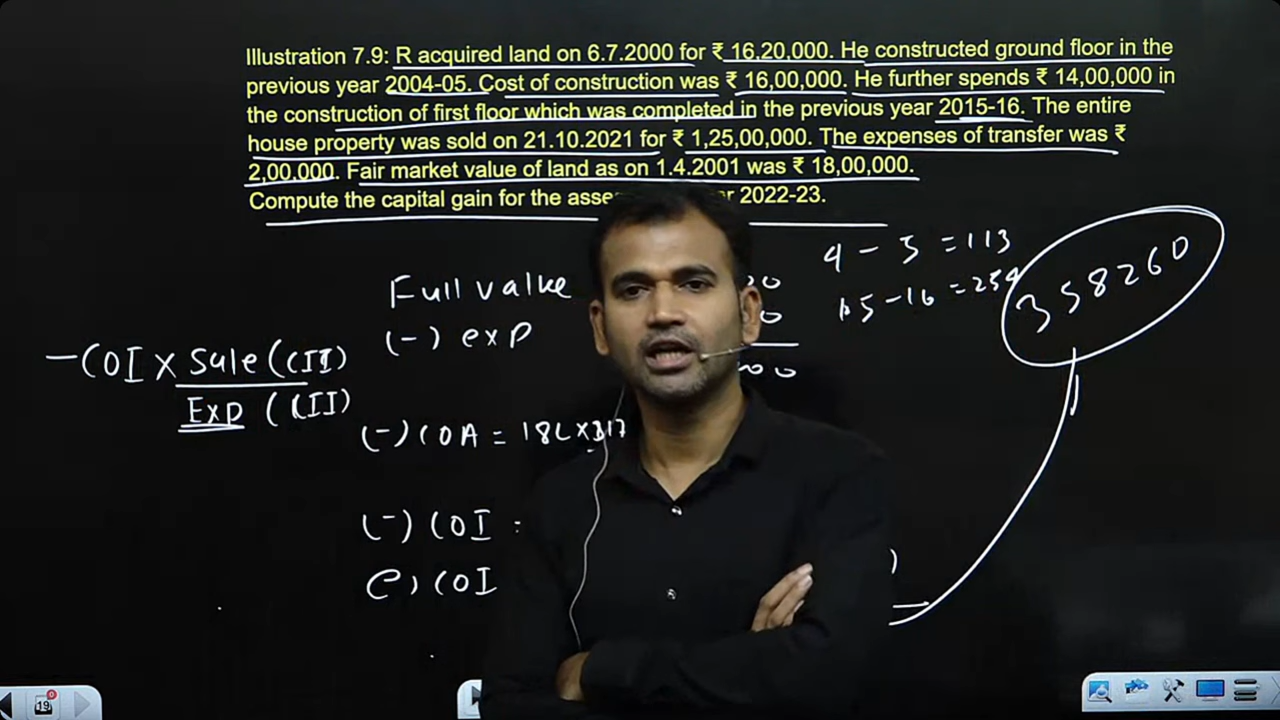 Illustration 7.9: R acquired land on 6.7.2000 for ₹ 16,20,000. He constructed ground floor in the
previous year 2004-05. Cost of construction was ₹ 16,00,000. He further spends ₹ 14,00,000 in
the construction of first floor which was completed in the previous year 2015-16. The entire
house property was sold on 21.10.2021 for ₹ 1,25,00,000. The expenses of transfer was ₹
2,00,000. Fair market value of land as on 1.4.2001 was ₹ 18,00,000.
Compute the capital gain for the asse r 2022-23.
4 - 5 = 113
15-16 = 254
358260
Full value 00
(-) exp 0
00
-COI X Sale (CII)
Exp (CII)
(-) COA = 18L X 317
(-) COI =
(-) COI )
19
0